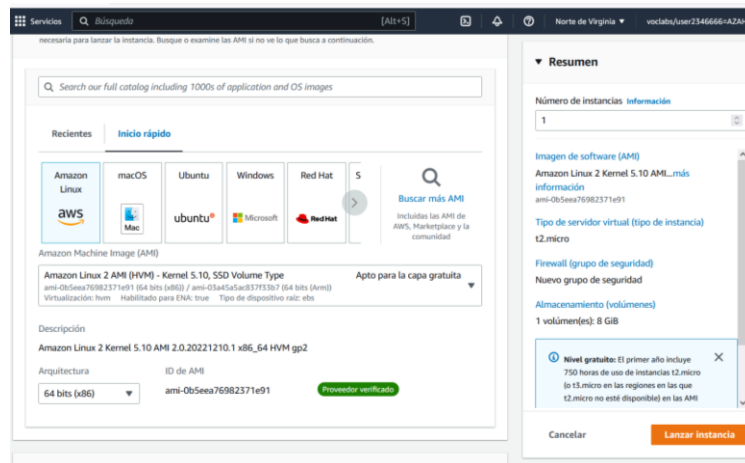 Servicios
Búsqueda
[Alt+S]
Norte de Virginia
voclabs/user2346666=AZAH
necesaria para lanzar la instancia. Busque o examine las AMI si no ve lo que busca a continuación.
Search our full catalog including 1000s of application and OS images
Recientes
Inicio rápido
Amazon
Linux
aws
macOS
Mac
Ubuntu
ubuntu®
Windows
Microsoft
Red Hat
Red Hat
S
Buscar más AMI
Incluidas las AMI de
AWS, Marketplace y la
comunidad
Amazon Machine Image (AMI)
Amazon Linux 2 AMI (HVM) - Kernel 5.10, SSD Volume Type
Apto para la capa gratuita
ami-0b5eea76982371e91 (64 bits (x86)) / ami-03a45a5ac837f33b7 (64 bits (Arm))
Virtualización: hvm Habilitado para ENA: true Tipo de dispositivo raíz: ebs
Descripción
Amazon Linux 2 Kernel 5.10 AMI 2.0.20221210.1 x86_64 HVM gp2
Arquitectura
ID de AMI
64 bits (x86)
ami-0b5eea76982371e91
Proveedor verificado
Resumen
Número de instancias Información
1
Imagen de software (AMI)
Amazon Linux 2 Kernel 5.10 AMI...más
información
ami-0b5eea76982371e91
Tipo de servidor virtual (tipo de instancia)
t2.micro
Firewall (grupo de seguridad)
Nuevo grupo de seguridad
Almacenamiento (volúmenes)
1 volúmen(es): 8 GiB
Nivel gratuito: El primer año incluye
750 horas de uso de instancias t2.micro
(o t3.micro en las regiones en las que
t2.micro no esté disponible) en las AMI
Cancelar
Lanzar instancia